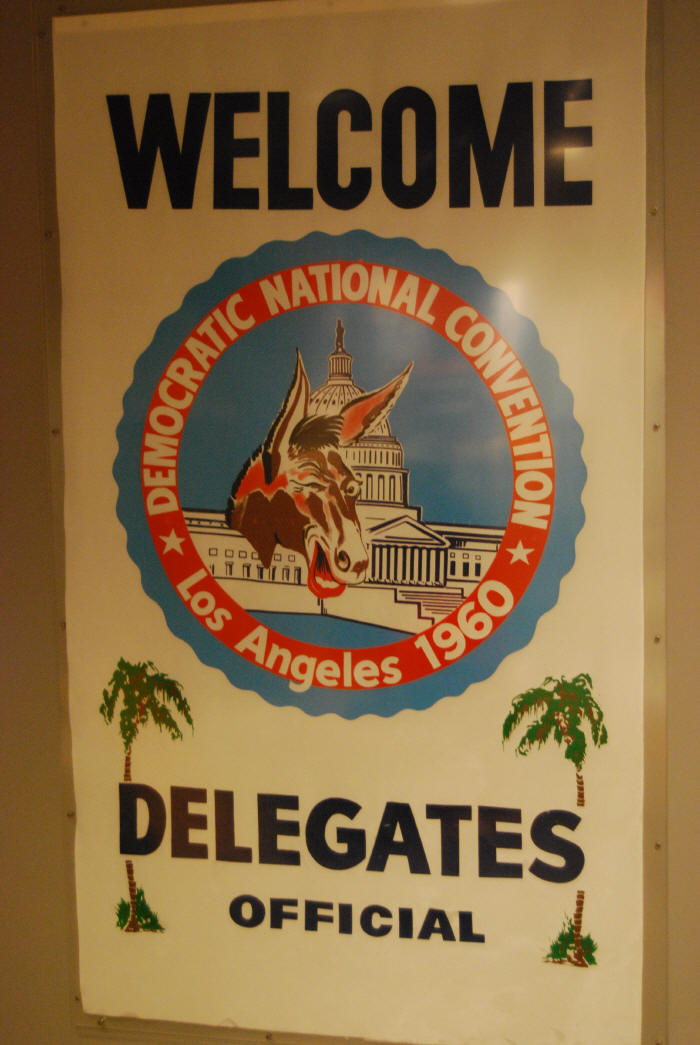 WELCOME
DEMOCRATIC NATIONAL CONVENTION
Los Angeles 1960
DELEGATES
OFFICIAL